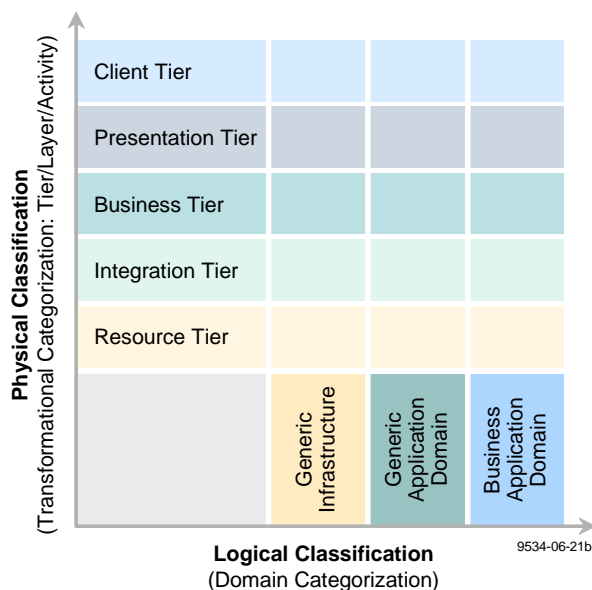 Client Tier
Presentation Tier
Business Tier
Integration Tier
Resource Tier
Physical Classification
(Transformational Categorization: Tier/Layer/Activity)
Generic
Infrastructure
Generic
Application
Domain
Business
Application
Domain
Logical Classification
(Domain Categorization)
9534-06-21b